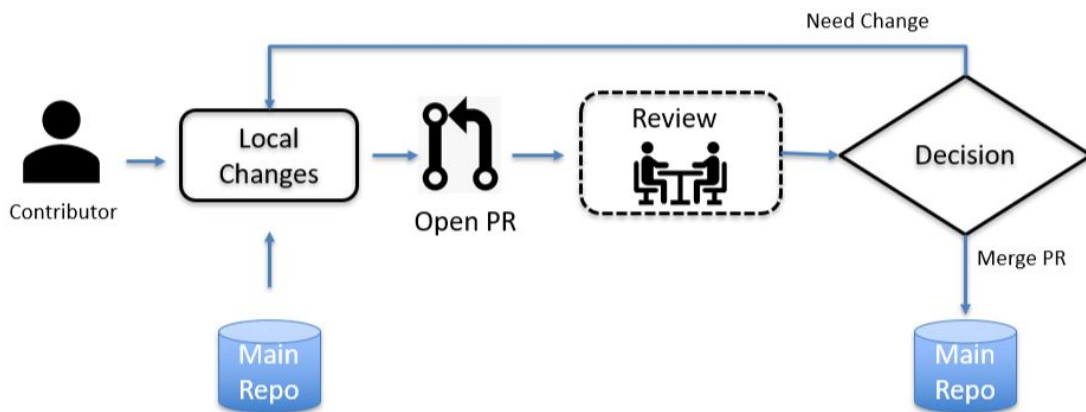 Need Change
Contributor
Local
Changes
Open PR
Review
Decision
Merge PR
Main
Repo
Main
Repo